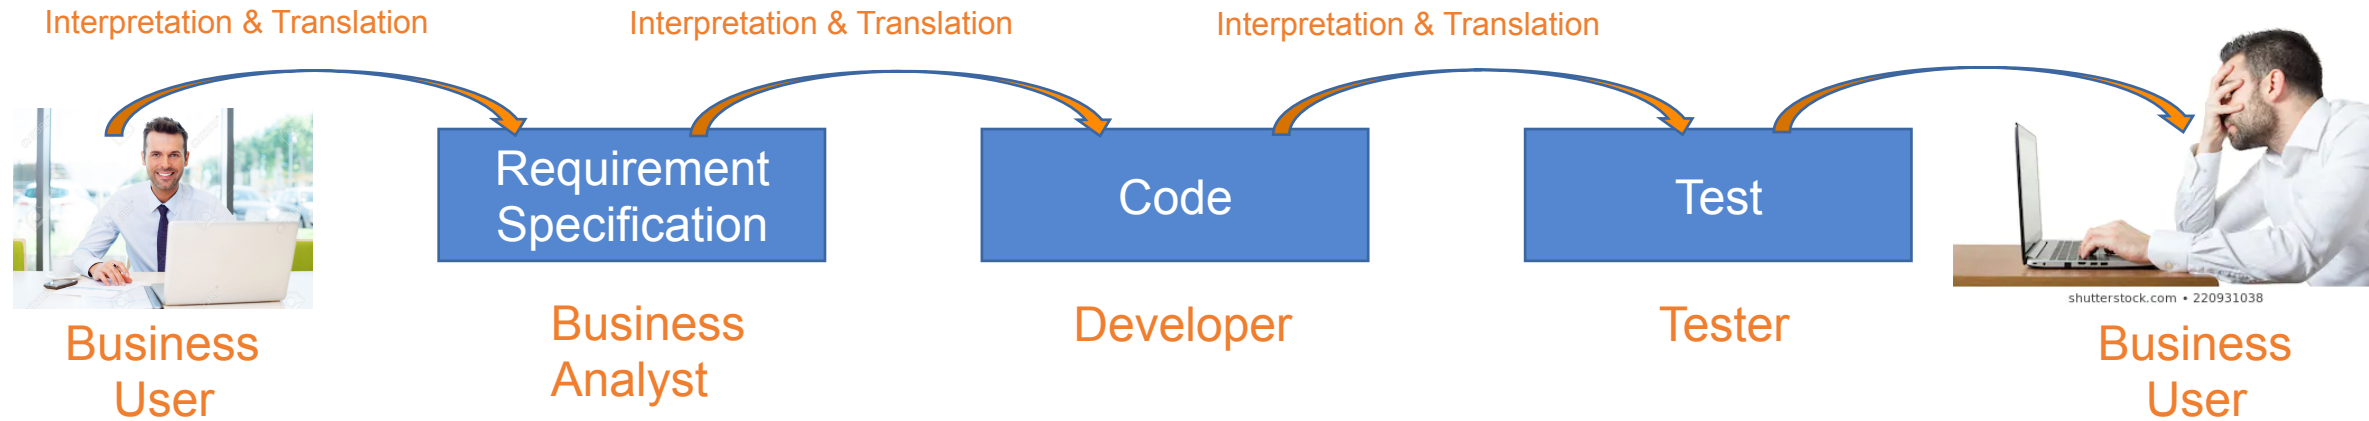 Interpretation & Translation
Interpretation & Translation
Interpretation & Translation
Requirement
Specification
Code
Test
shutterstock.com • 220931038
Business
User
Business
Analyst
Developer
Tester
Business
User